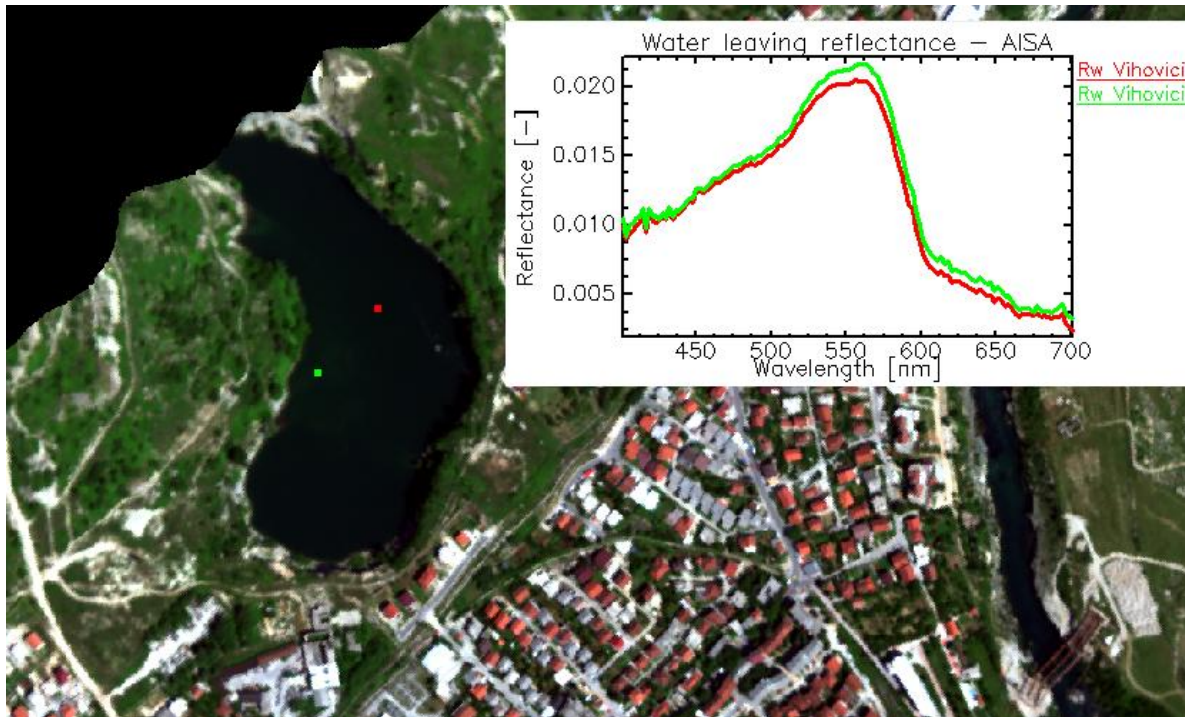 Water leaving reflectance – AISA
Rw Vihovici
Rw Vihovici
Reflectance [-]
0.020
0.015
0.010
0.005
450 500 550 600 650 700
Wavelength [nm]